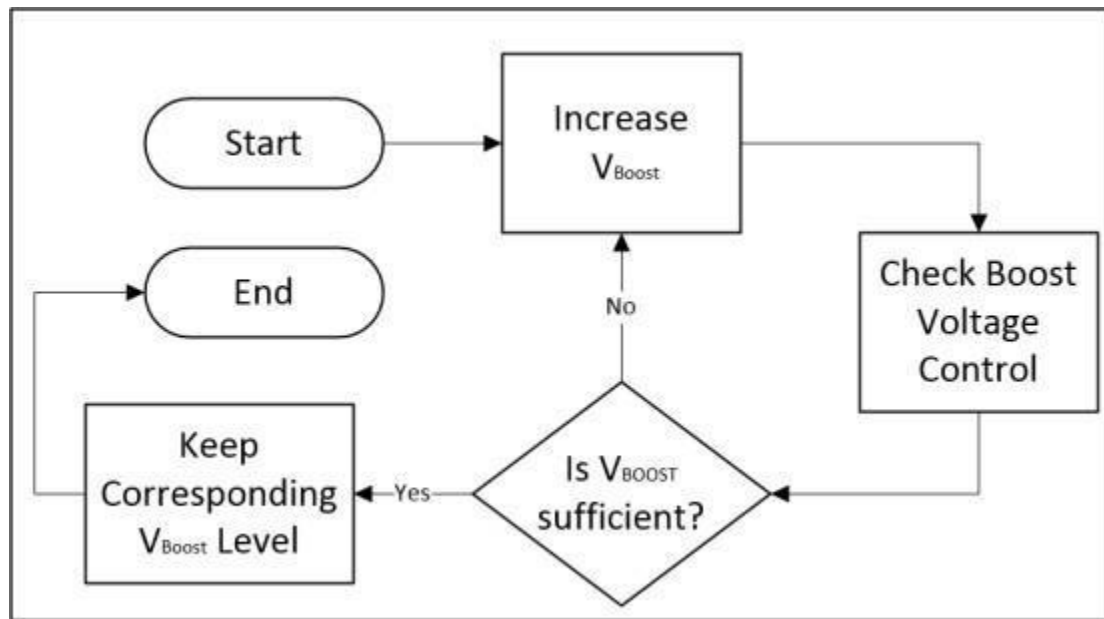 Start
Increase
VBoost
Check Boost
Voltage
Control
Is VBOOST
sufficient?
No
Yes
Keep
Corresponding
VBoost Level
End